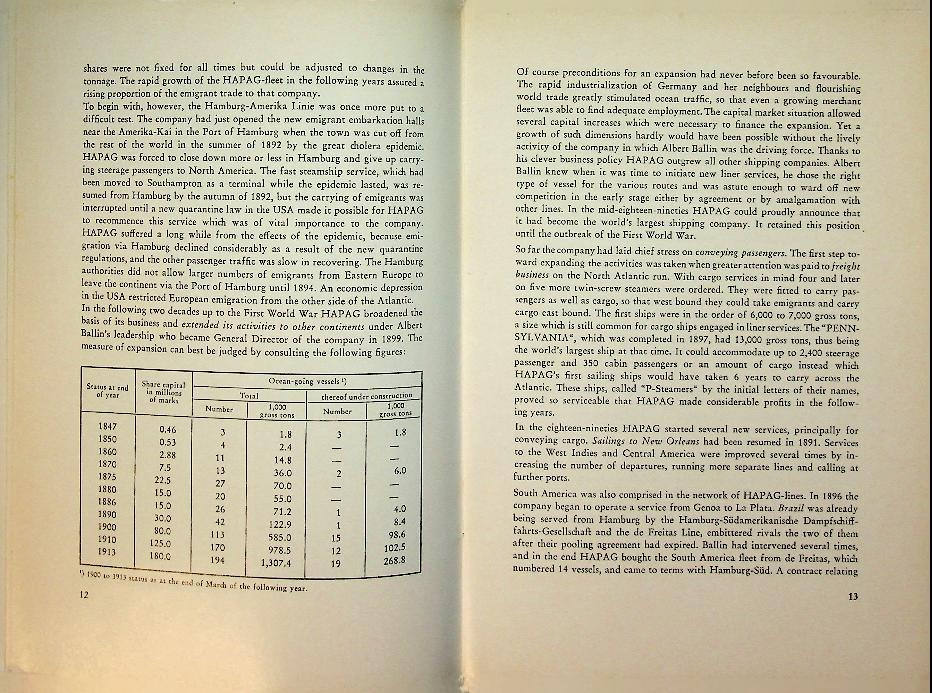 shares were not fixed for all times but could be adjusted to changes in the
tonnage. The rapid growth of the HAPAG-fleet in the following years assured a
rising proportion of the emigrant trade to that company.
To begin with, however, the Hamburg-Amerika Linie was once more put to a
difficult test. The company had just opened the new emigrant embarkation halls
near the Amerika-Kai in the Port of Hamburg when the town was cut off from
the rest of the world in the summer of 1892 by the great cholera epidemic.
HAPAG was forced to close down more or less in Hamburg and give up carry-
ing steerage passengers to North America. The fast steamship service, which had
been moved to Southampton as a terminal while the epidemic lasted, was re-
sumed from Hamburg by the autumn of 1892, but the carrying of emigrants was
interrupted until a new quarantine law in the USA made it possible for HAPAG
to recommence this service which was of vital importance to the company.
HAPAG suffered a long while from the effects of the epidemic, because emi-
gration via Hamburg declined considerably as a result of the new quarantine
regulations, and the other passenger traffic was slow in recovering. The Hamburg
authorities did not allow larger numbers of emigrants from Eastern Europe to
leave the continent via the Port of Hamburg until 1894. An economic depression
in the USA restricted European emigration from the other side of the Atlantic.
In the following two decades up to the First World War HAPAG broadened the
basis of its business and extended its activities to other continents under Albert
Ballin's leadership who became General Director of the company in 1899. The
measure of expansion can best be judged by consulting the following figures:
Status at end of year | Share capital in millions of marks | Ocean-going vessels ¹)
Total | thereof under construction
Number | 1,000 gross tons | Number | 1,000 gross tons
1847 0,46 3 1.8 3 1.8
1850 0.53 4 2.4 — —
1860 2.88 11 14.8 — —
1870 7.5 13 36.0 2 6.0
1875 22.5 27 70.0 — —
1880 15.0 20 55.0 — —
1886 15.0 26 71.2 1 4.0
1890 30.0 42 122.9 1 8.4
1900 80.0 113 585.0 15 98.6
1910 125.0 170 978.5 12 102.5
1913 180.0 194 1,307.4 19 268.8
¹) 1900 to 1913 status as at the end of March of the following year.
12
Of course preconditions for an expansion had never before been so favourable.
The rapid industrialization of Germany and her neighbours and flourishing
world trade greatly stimulated ocean traffic, so that even a growing merchant
fleet was able to find adequate employment. The capital market situation allowed
several capital increases which were necessary to finance the expansion. Yet a
growth of such dimensions hardly would have been possible without the lively
activity of the company in which Albert Ballin was the driving force. Thanks to
his clever business policy HAPAG outgrew all other shipping companies. Albert
Ballin knew when it was time to initiate new liner services, he chose the right
type of vessel for the various routes and was astute enough to ward off new
competition in the early stage either by agreement or by amalgamation with
other lines. In the mid-eighteen-nineties HAPAG could proudly announce that
it had become the world's largest shipping company. It retained this position
until the outbreak of the First World War.
So far the company had laid chief stress on conveying passengers. The first step to-
ward expanding the activities was taken when greater attention was paid to freight
business on the North Atlantic run. With cargo services in mind four and later
on five more twin-screw steamers were ordered. They were fitted to carry pas-
sengers as well as cargo, so that west bound they could take emigrants and carry
cargo east bound. The first ships were in the order of 6,000 to 7,000 gross tons,
a size which is still common for cargo ships engaged in liner services. The "PENN-
SYLVANIA", which was completed in 1897, had 13,000 gross tons, thus being
the world's largest ship at that time. It could accommodate up to 2,400 steerage
passenger and 350 cabin passengers or an amount of cargo instead which
HAPAG's first sailing ships would have taken 6 years to carry across the
Atlantic. These ships, called "P-Steamers" by the initial letters of their names,
proved so serviceable that HAPAG made considerable profits in the follow-
ing years.
In the eighteen-nineties HAPAG started several new services, principally for
conveying cargo. Sailings to New Orleans had been resumed in 1891. Services
to the West Indies and Central America were improved several times by in-
creasing the number of departures, running more separate lines and calling at
further ports.
South America was also comprised in the network of HAPAG-lines. In 1896 the
company began to operate a service from Genoa to La Plata. Brazil was already
being served from Hamburg by the Hamburg-Südamerikanische Dampfschiff-
fahrts-Gesellschaft and the de Freitas Line, embittered rivals the two of them
after their pooling agreement had expired. Ballin had intervened several times,
and in the end HAPAG bought the South America fleet from de Freitas, which
numbered 14 vessels, and came to terms with Hamburg-Süd. A contract relating
13